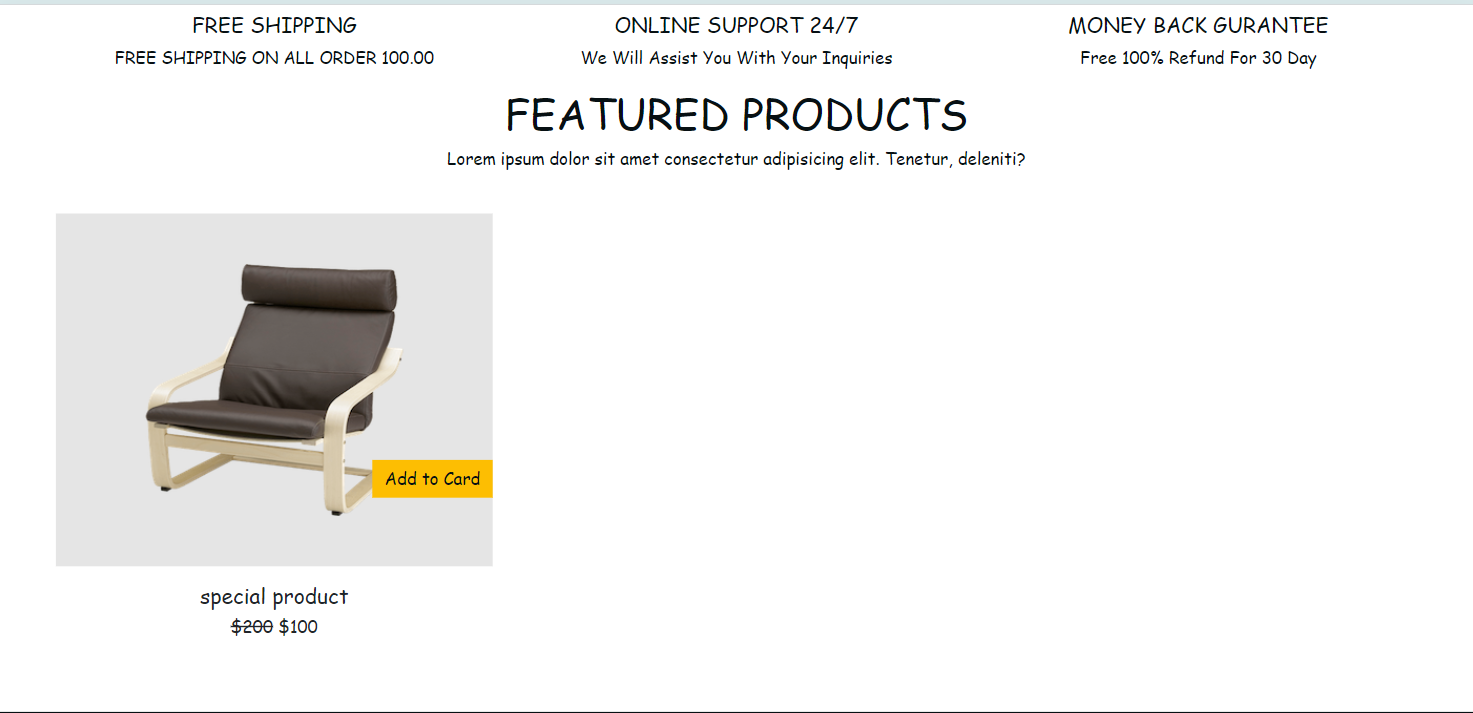 FREE SHIPPING
FREE SHIPPING ON ALL ORDER 100.00
ONLINE SUPPORT 24/7
We Will Assist You With Your Inquiries
MONEY BACK GURANTEE
Free 100% Refund For 30 Day
FEATURED PRODUCTS
Lorem ipsum dolor sit amet consectetur adipisicing elit. Tenetur, deleniti?
Add to Card
special product
$200 $100